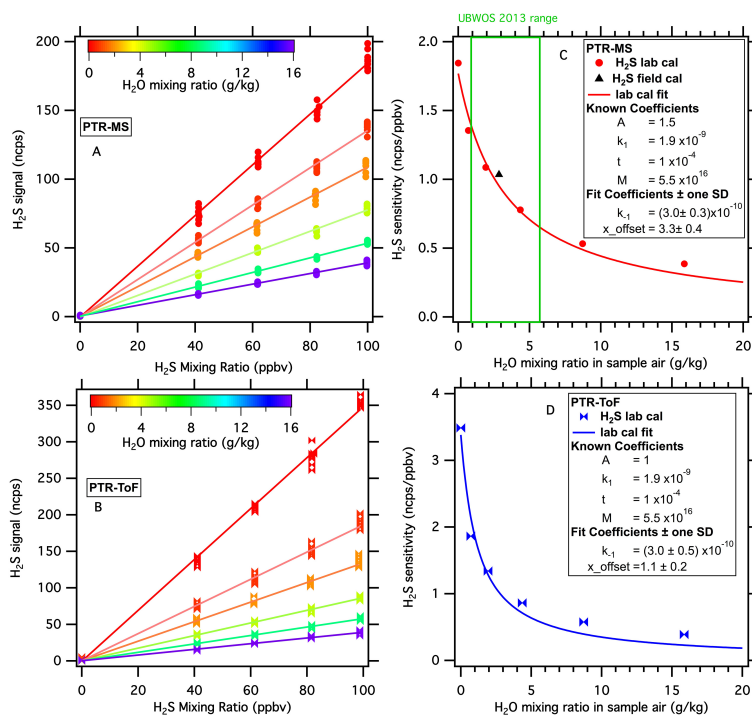 UBWOS 2013 range
200
150
100
50
0
H2S signal (ncps)
0 4 8 12 16
H2O mixing ratio (g/kg)
PTR-MS
A
0 20 40 60 80 100
H2S Mixing Ratio (ppbv)
2.0
1.5
1.0
0.5
0.0
H2S sensitivity (ncps/ppbv)
C
PTR-MS
H2S lab cal
H2S field cal
lab cal fit
Known Coefficients
A = 1.5
k1 = 1.9 x10-9
t = 1 x10-4
M = 5.5 x1016
Fit Coefficients ± one SD
k-1 = (3.0± 0.3)x10-10
x_offset = 3.3± 0.4
0 5 10 15 20
H2O mixing ratio in sample air (g/kg)
350
300
250
200
150
100
50
0
H2S signal (ncps)
0 4 8 12 16
H2O mixing ratio (g/kg)
PTR-ToF
B
0 20 40 60 80 100
H2S Mixing Ratio (ppbv)
4
3
2
1
0
H2S sensitivity (ncps/ppbv)
D
PTR-ToF
H2S lab cal
lab cal fit
Known Coefficients
A = 1
k1 = 1.9 x10-9
t = 1 x10-4
M = 5.5 x1016
Fit Coefficients ± one SD
k-1 = (3.0 ± 0.5) x10-10
x_offset =1.1 ± 0.2
0 5 10 15 20
H2O mixing ratio in sample air (g/kg)